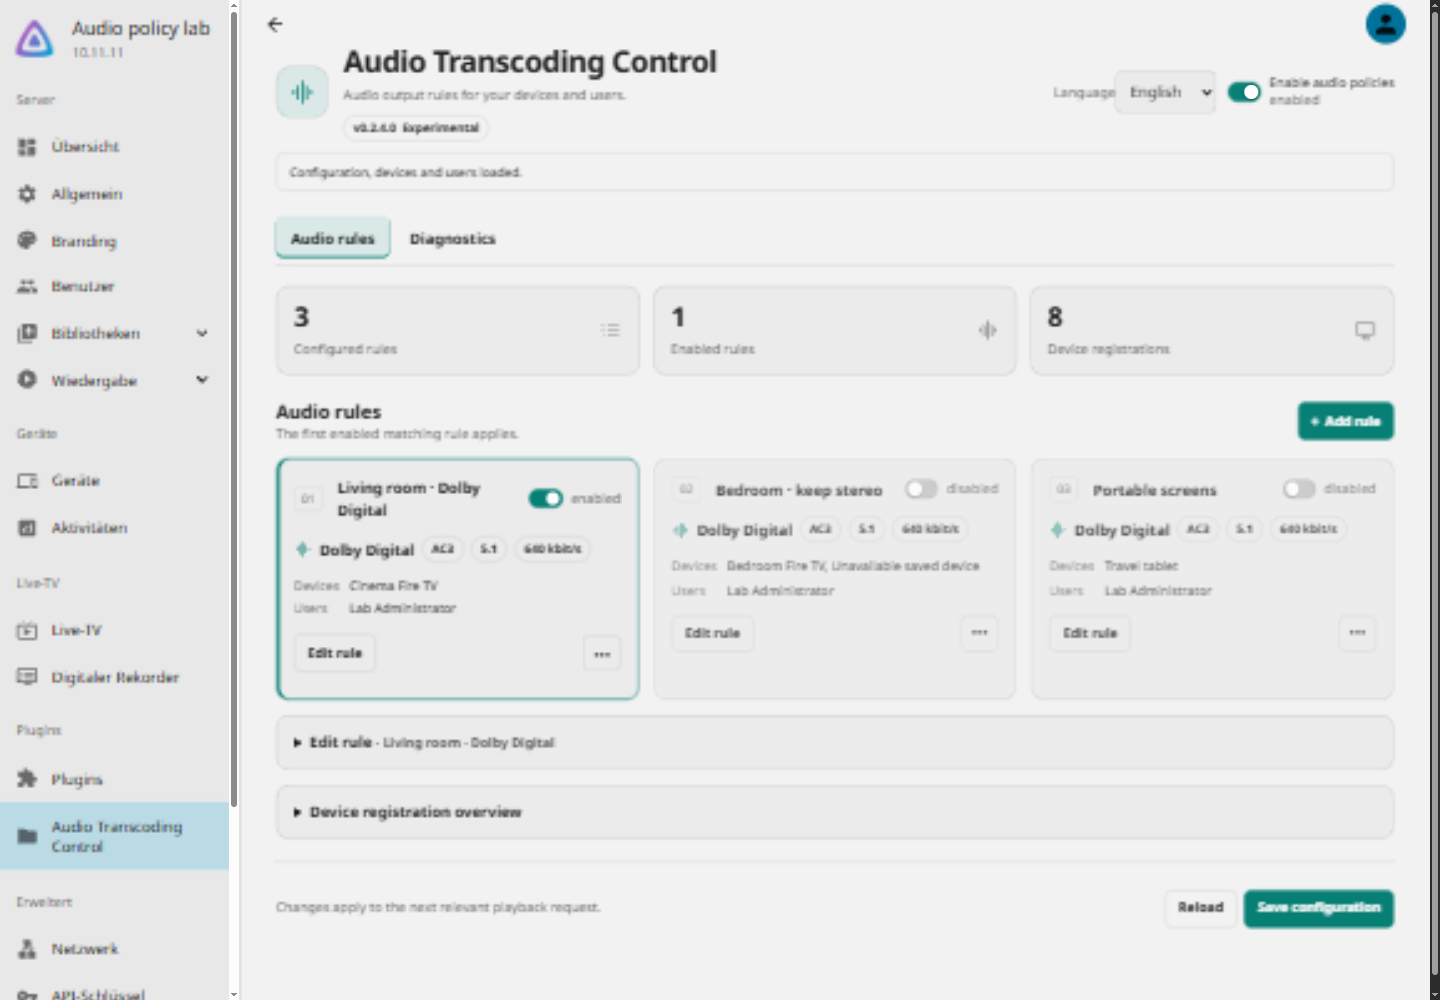 Audio policy lab
10.11.11
Server
Übersicht
Allgemein
Branding
Benutzer
Bibliotheken
Wiedergabe
Geräte
Geräte
Aktivitäten
Live-TV
Live-TV
Digitaler Rekorder
Plugins
Plugins
Audio Transcoding
Control
Erweitert
Netzwerk
API-Schlüssel
Audio Transcoding Control
Audio output rules for your devices and users.
v0.2.4.0 Experimental
Language English
Enable audio policies
enabled
Configuration, devices and users loaded.
Audio rules Diagnostics
3
Configured rules
1
Enabled rules
8
Device registrations
Audio rules
The first enabled matching rule applies.
+ Add rule
01 Living room - Dolby
Digital
enabled
Dolby Digital AC3 5.1 640 kbit/s
Devices Cinema Fire TV
Users Lab Administrator
Edit rule ...
02 Bedroom - keep stereo disabled
Dolby Digital AC3 5.1 640 kbit/s
Devices Bedroom Fire TV, Unavailable saved device
Users Lab Administrator
Edit rule ...
03 Portable screens disabled
Dolby Digital AC3 5.1 640 kbit/s
Devices Travel tablet
Users Lab Administrator
Edit rule ...
Edit rule - Living room - Dolby Digital
Device registration overview
Changes apply to the next relevant playback request.
Reload Save configuration